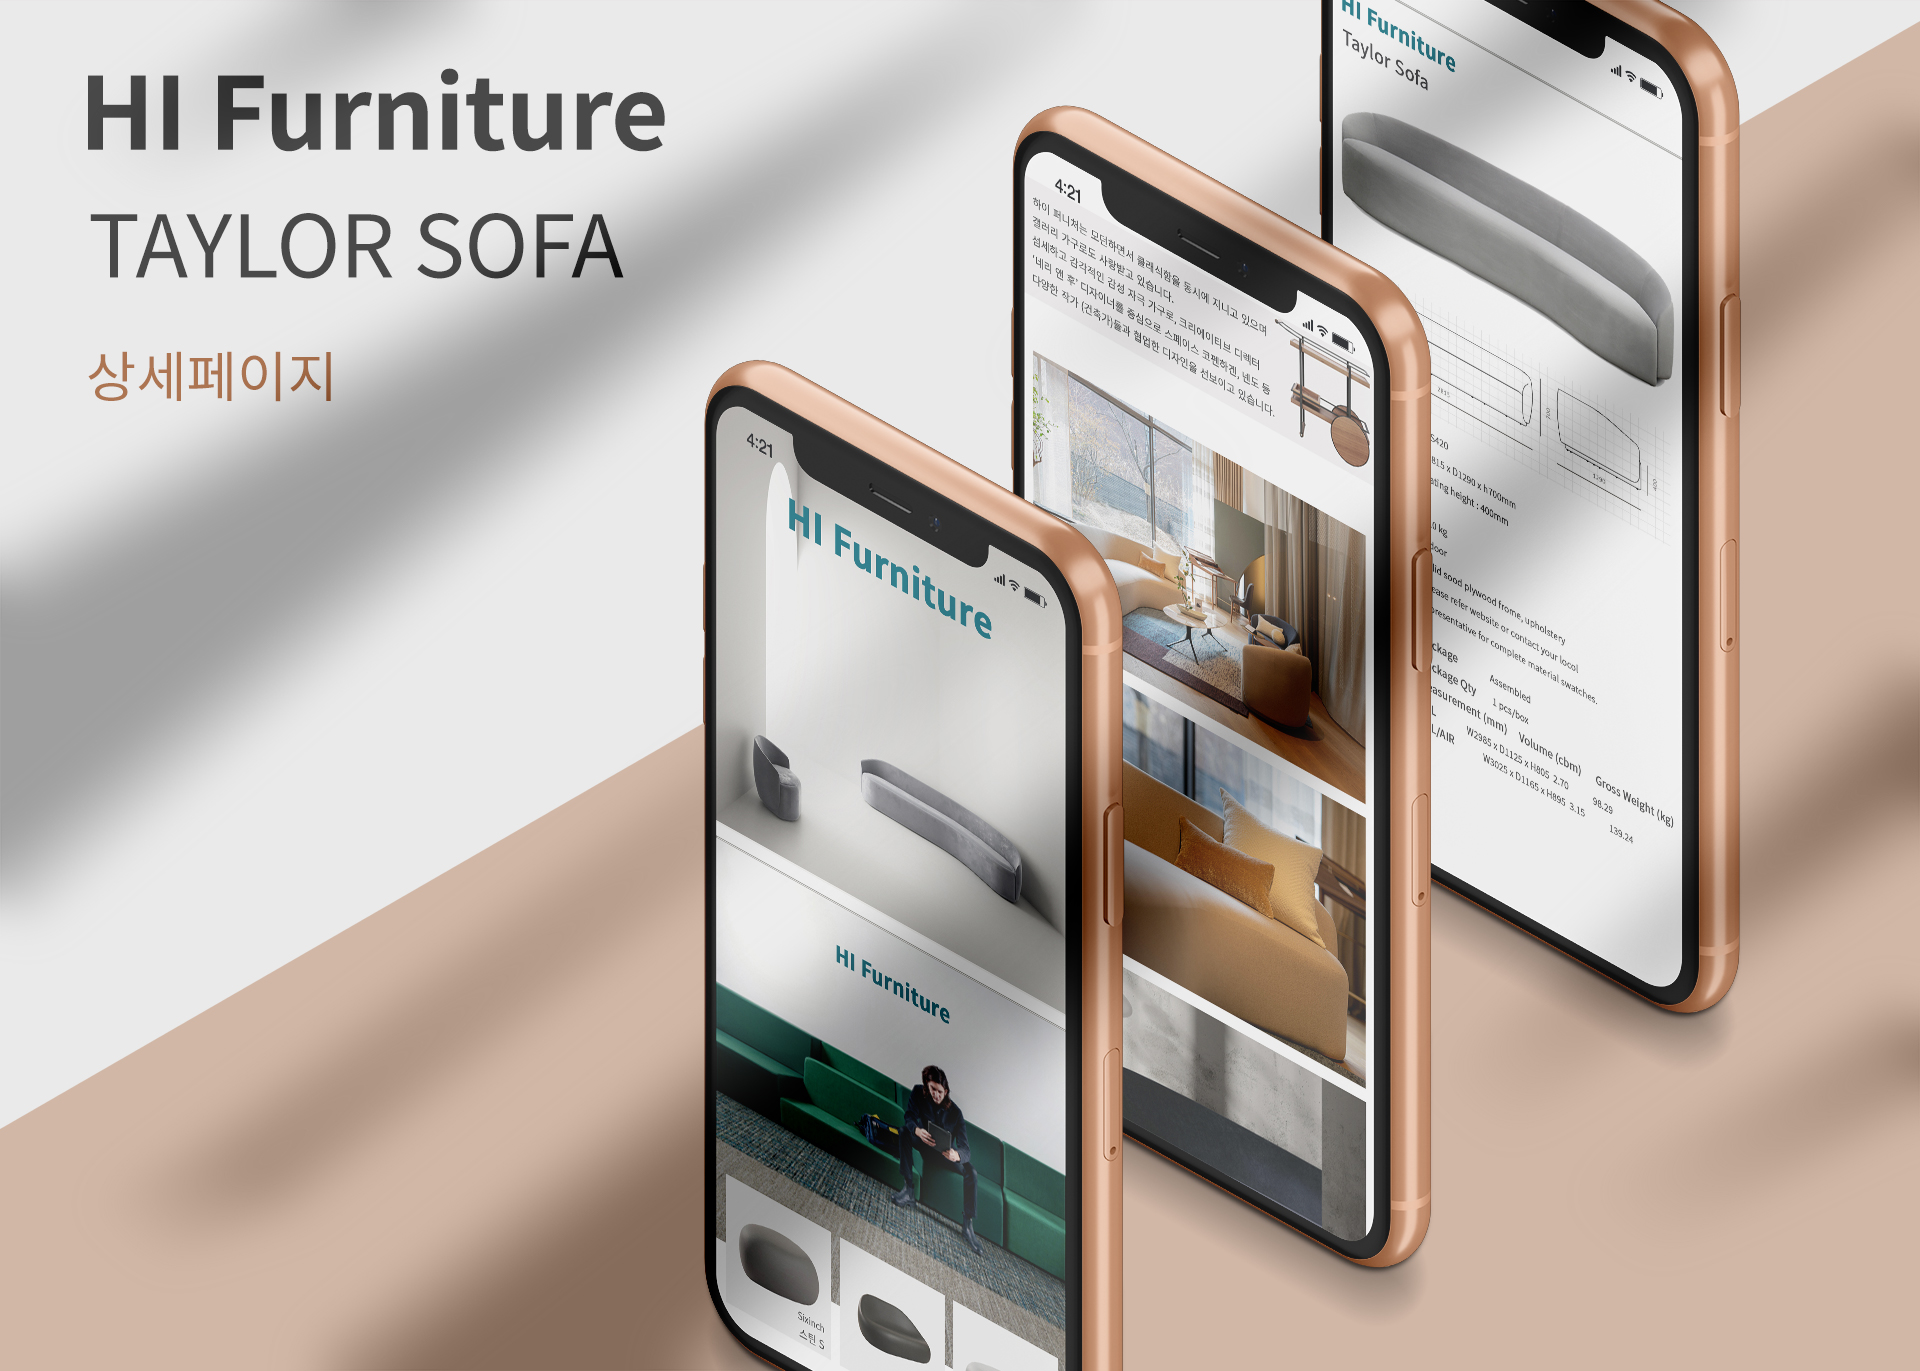 HI Furniture
TAYLOR SOFA
상세페이지
4:21
HI Furniture
HI Furniture
Sixinch
스틴 S
4:21
하이 퍼니처는 모던하면서 클래식함을 동시에 지니고 있으며
갤러리 가구로도 사랑받고 있습니다.
섬세하고 감각적인 감성 자극 가구로, 크리에이티브 디렉터
'네리 앤 후' 디자이너를 중심으로 스페이스 코펜하겐, 넨도 등
다양한 작가 (건축가)들과 협업한 디자인을 선보이고 있습니다.
HI Furniture
Taylor Sofa
S420
815 x D1290 x h700mm
ating height : 400mm
.0 kg
door
lid sood plywood frome, upholstery
ease refer website or contact your locol
presentative for complete material swatches.
ckage Assembled
ckage Qty 1 pcs/box
easurement (mm) Volume (cbm) Gross Weight (kg)
L W2985 x D1125 x H805 2.70 98.29
L/AIR W3025 x D1165 x H895 3.15 139.24